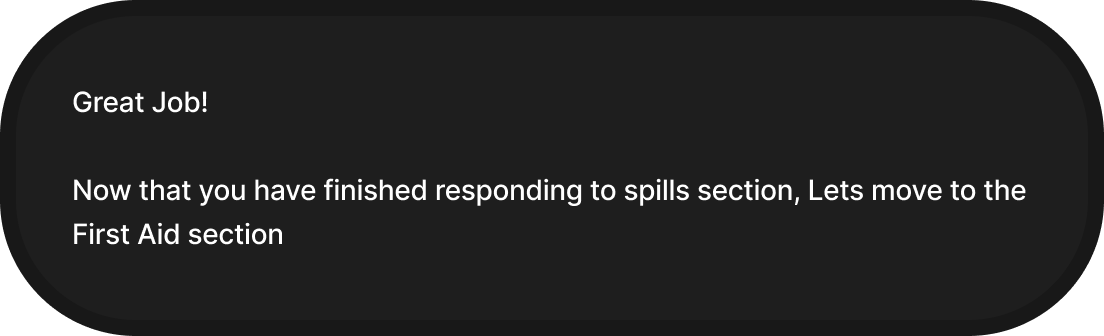 Great Job!
Now that you have finished responding to spills section, Lets move to the
First Aid section